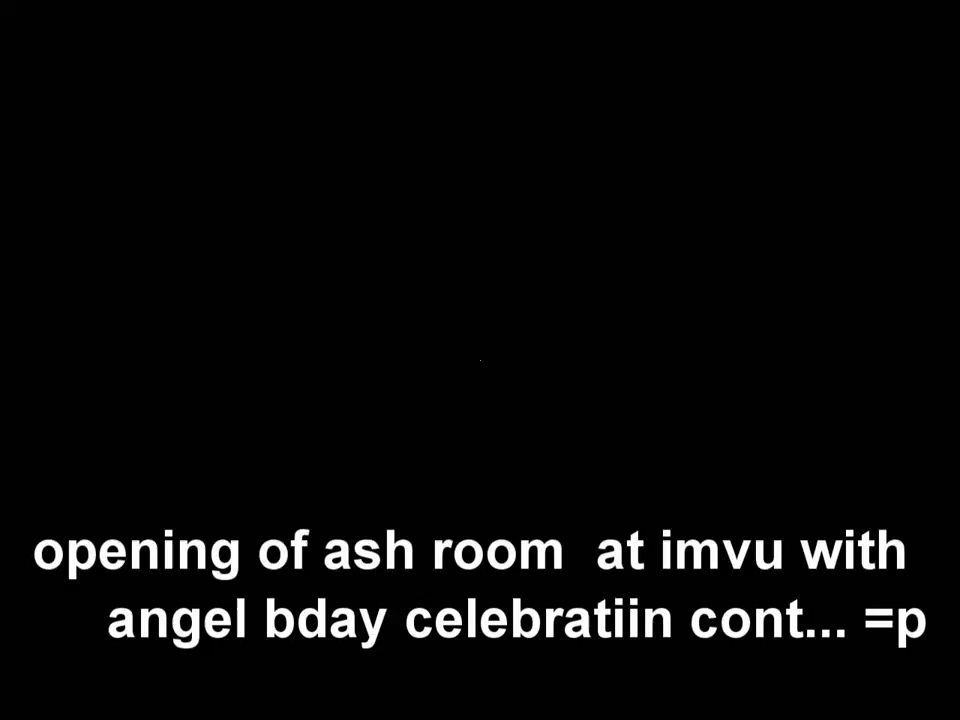 opening of ash room  at imvu with
angel bday celebratiin cont... =p